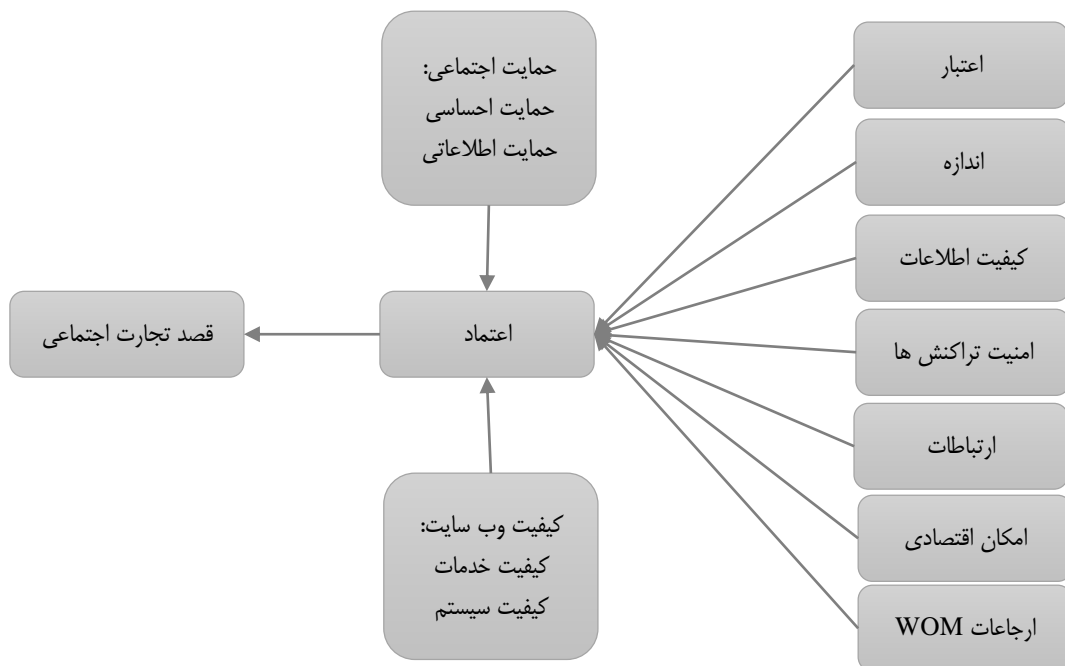 حمایت اجتماعی:
حمایت احساسی
حمایت اطلاعاتی
اعتبار
اندازه
کیفیت اطلاعات
امنیت تراکنش ها
ارتباطات
امکان اقتصادی
ارجاعات WOM
اعتماد
قصد تجارت اجتماعی
کیفیت وب سایت:
کیفیت خدمات
کیفیت سیستم